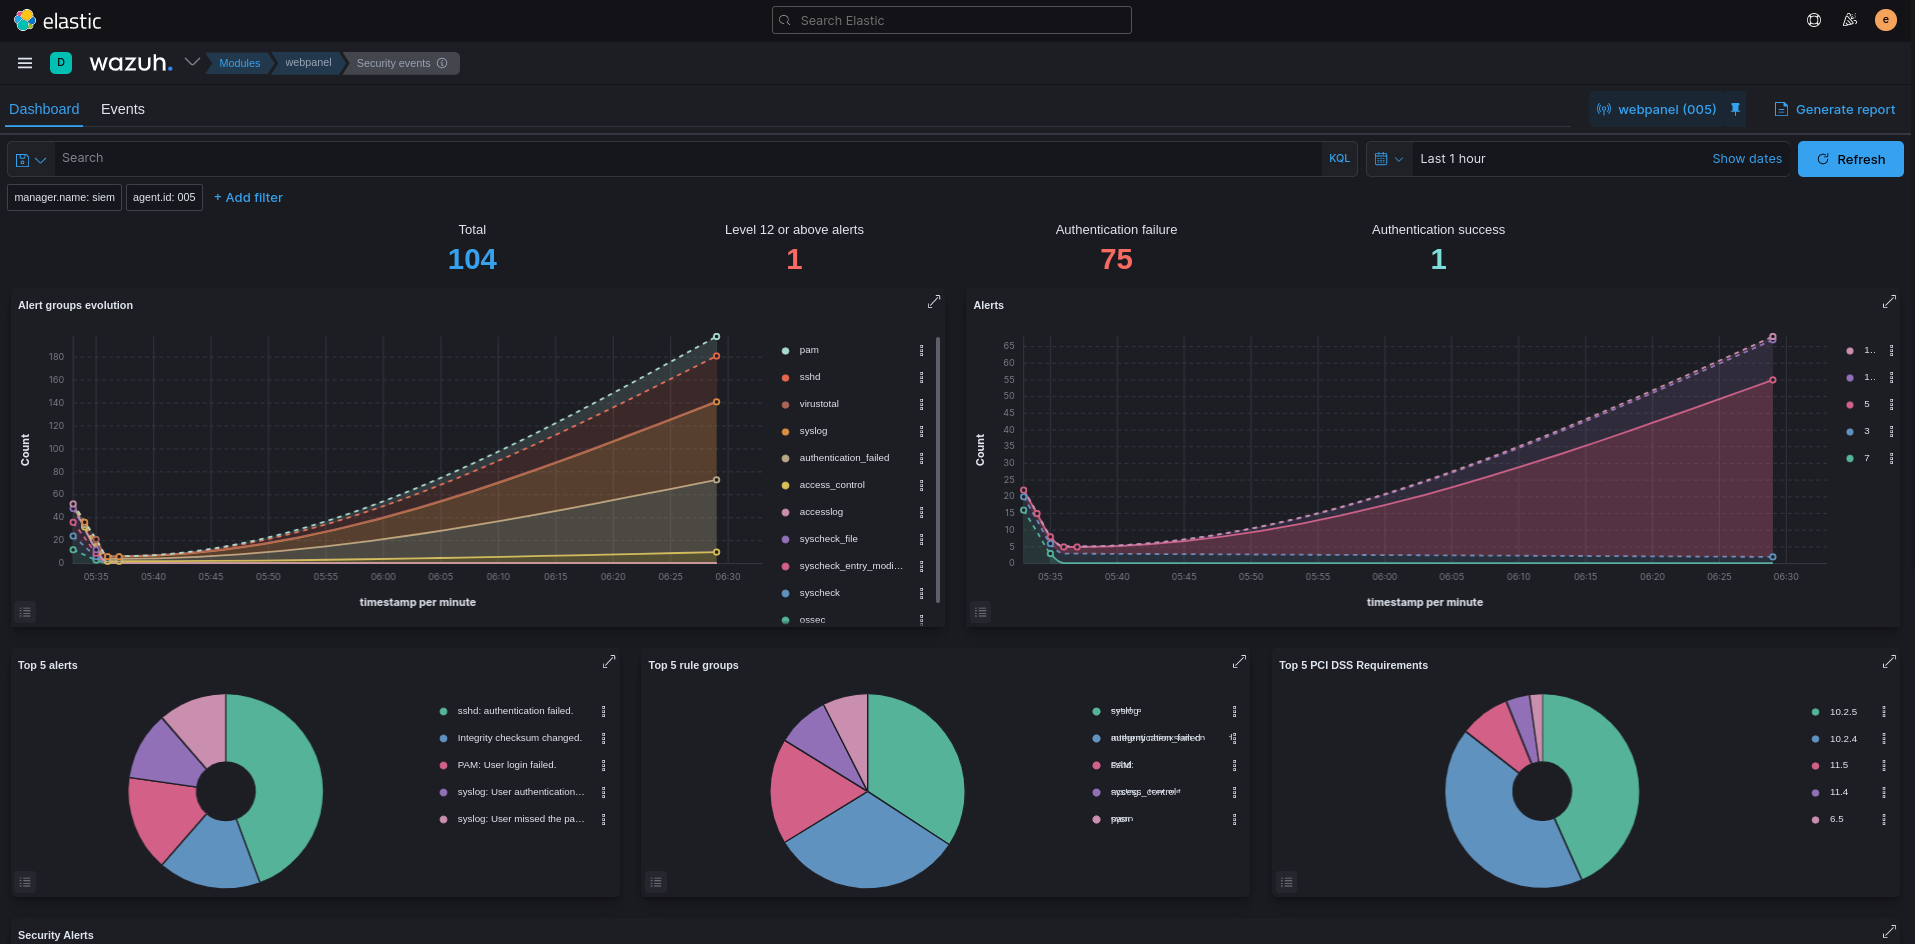 elastic
Search Elastic
e
D
wazuh.
Modules
webpanel
Security events
Dashboard
Events
webpanel (005)
Generate report
Search
KQL
Last 1 hour
Show dates
Refresh
manager.name: siem
agent.id: 005
+ Add filter
Total
104
Level 12 or above alerts
1
Authentication failure
75
Authentication success
1
Alert groups evolution
Count
180
160
140
120
100
80
60
40
20
0
05:35
05:40
05:45
05:50
05:55
06:00
06:05
06:10
06:15
06:20
06:25
06:30
timestamp per minute
pam
sshd
virustotal
syslog
authentication_failed
access_control
accesslog
syscheck_file
syscheck_entry_modi...
syscheck
ossec
Alerts
Count
65
60
55
50
45
40
35
30
25
20
15
10
5
0
05:35
05:40
05:45
05:50
05:55
06:00
06:05
06:10
06:15
06:20
06:25
06:30
timestamp per minute
1..
1..
5
3
7
Top 5 alerts
sshd: authentication failed.
Integrity checksum changed.
PAM: User login failed.
syslog: User authentication...
syslog: User missed the pa...
Top 5 rule groups
Top 5 PCI DSS Requirements
10.2.5
10.2.4
11.5
11.4
6.5
Security Alerts